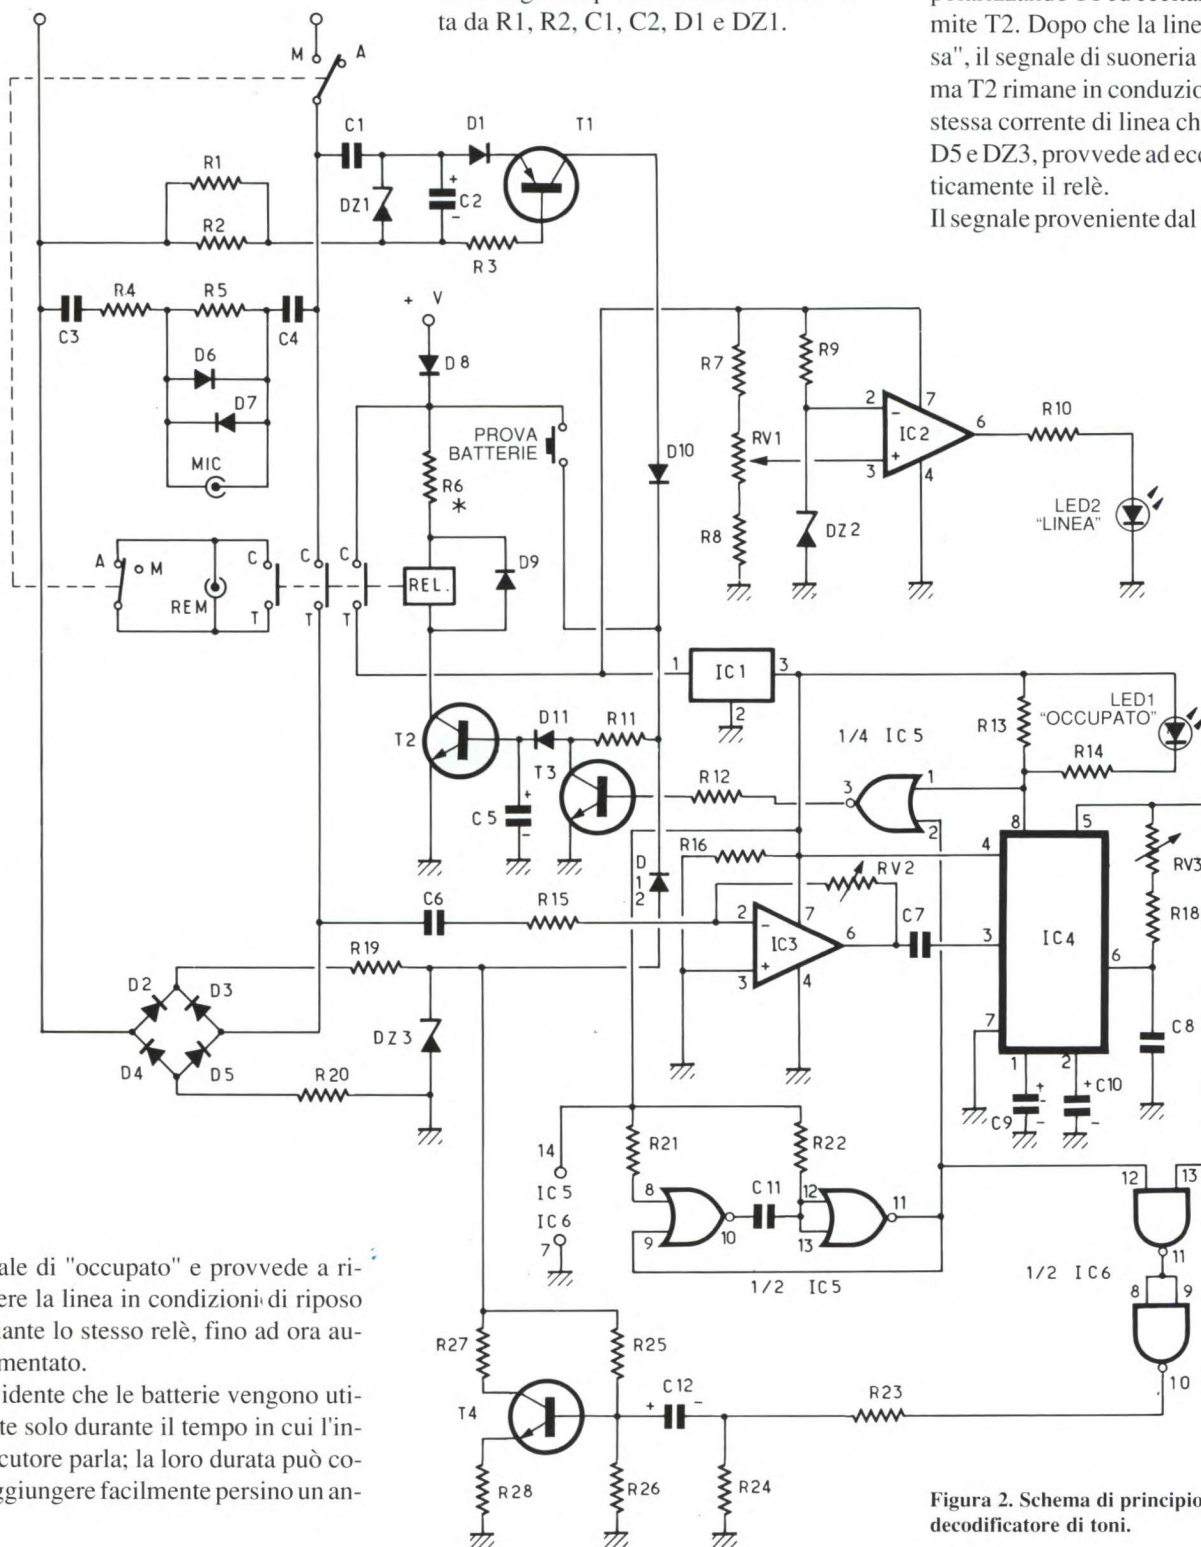 ta da R1, R2, C1, C2, D1 e DZ1.
mite T2. Dopo che la linea
sa", il segnale di suoneria
ma T2 rimane in conduzio
stessa corrente di linea ch
D5 e DZ3, provvede ad ecc
ticamente il relè.
Il segnale proveniente dal
M
A
C1
D1
T1
R1
DZ1
+
C2
-
R2
R3
C3
R4
R5
C4
D6
D7
MIC
+ V
D8
PROVA
BATTERIE
R6
*
D10
R7
R9
RV1
R8
DZ2
2
-
7
IC2
6
3
+
4
R10
LED2
"LINEA"
A
M
REM
C
T
C
T
C
T
REL.
D9
1
IC1
3
2
R13
LED1
"OCCUPATO"
R14
T2
D11
R11
T3
C5
+
-
R12
1/4 IC5
3
1
2
8
5
4
RV3
R18
R16
RV2
D
1
2
C6
R15
2
-
7
IC3
6
3
+
4
C7
3
IC4
6
7
1
2
C8
C9
+
-
+
C10
-
R19
D2
D3
D4
D5
DZ3
R20
14
IC5
IC6
7
R21
R22
8
9
10
C11
12
13
11
1/2 IC5
12
13
11
1/2 IC6
8
9
10
R27
R25
T4
+
C12
-
R23
R28
R26
R24
ale di "occupato" e provvede a ri-
ere la linea in condizioni di riposo
iante lo stesso relè, fino ad ora au-
mentato.
idente che le batterie vengono uti-
te solo durante il tempo in cui l'in-
cutore parla; la loro durata può co-
ggiungere facilmente persino un an-
Figura 2. Schema di principio
decodificatore di toni.